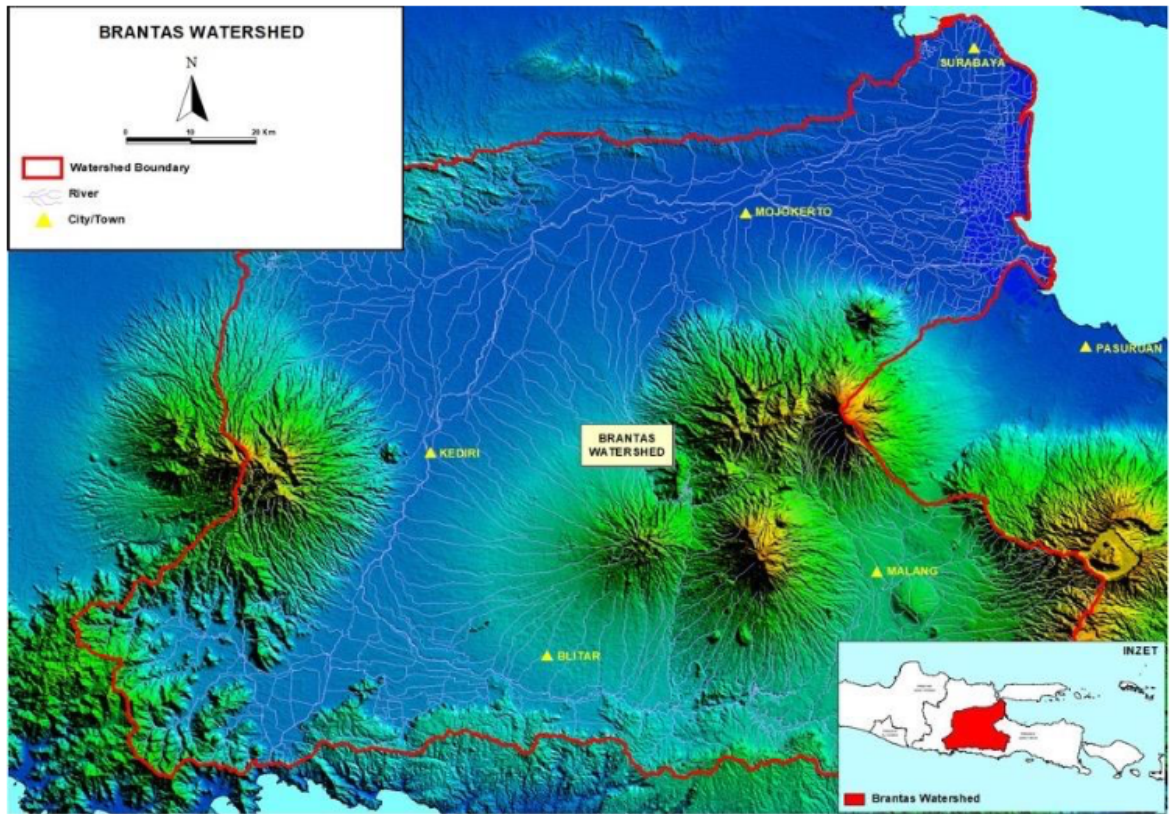 BRANTAS WATERSHED
N
0 10 20 Km
Watershed Boundary
River
City/Town
SURABAYA
MOJOKERTO
PASURUAN
BRANTAS
WATERSHED
KEDIRI
MALANG
BLITAR
INZET
Brantas Watershed